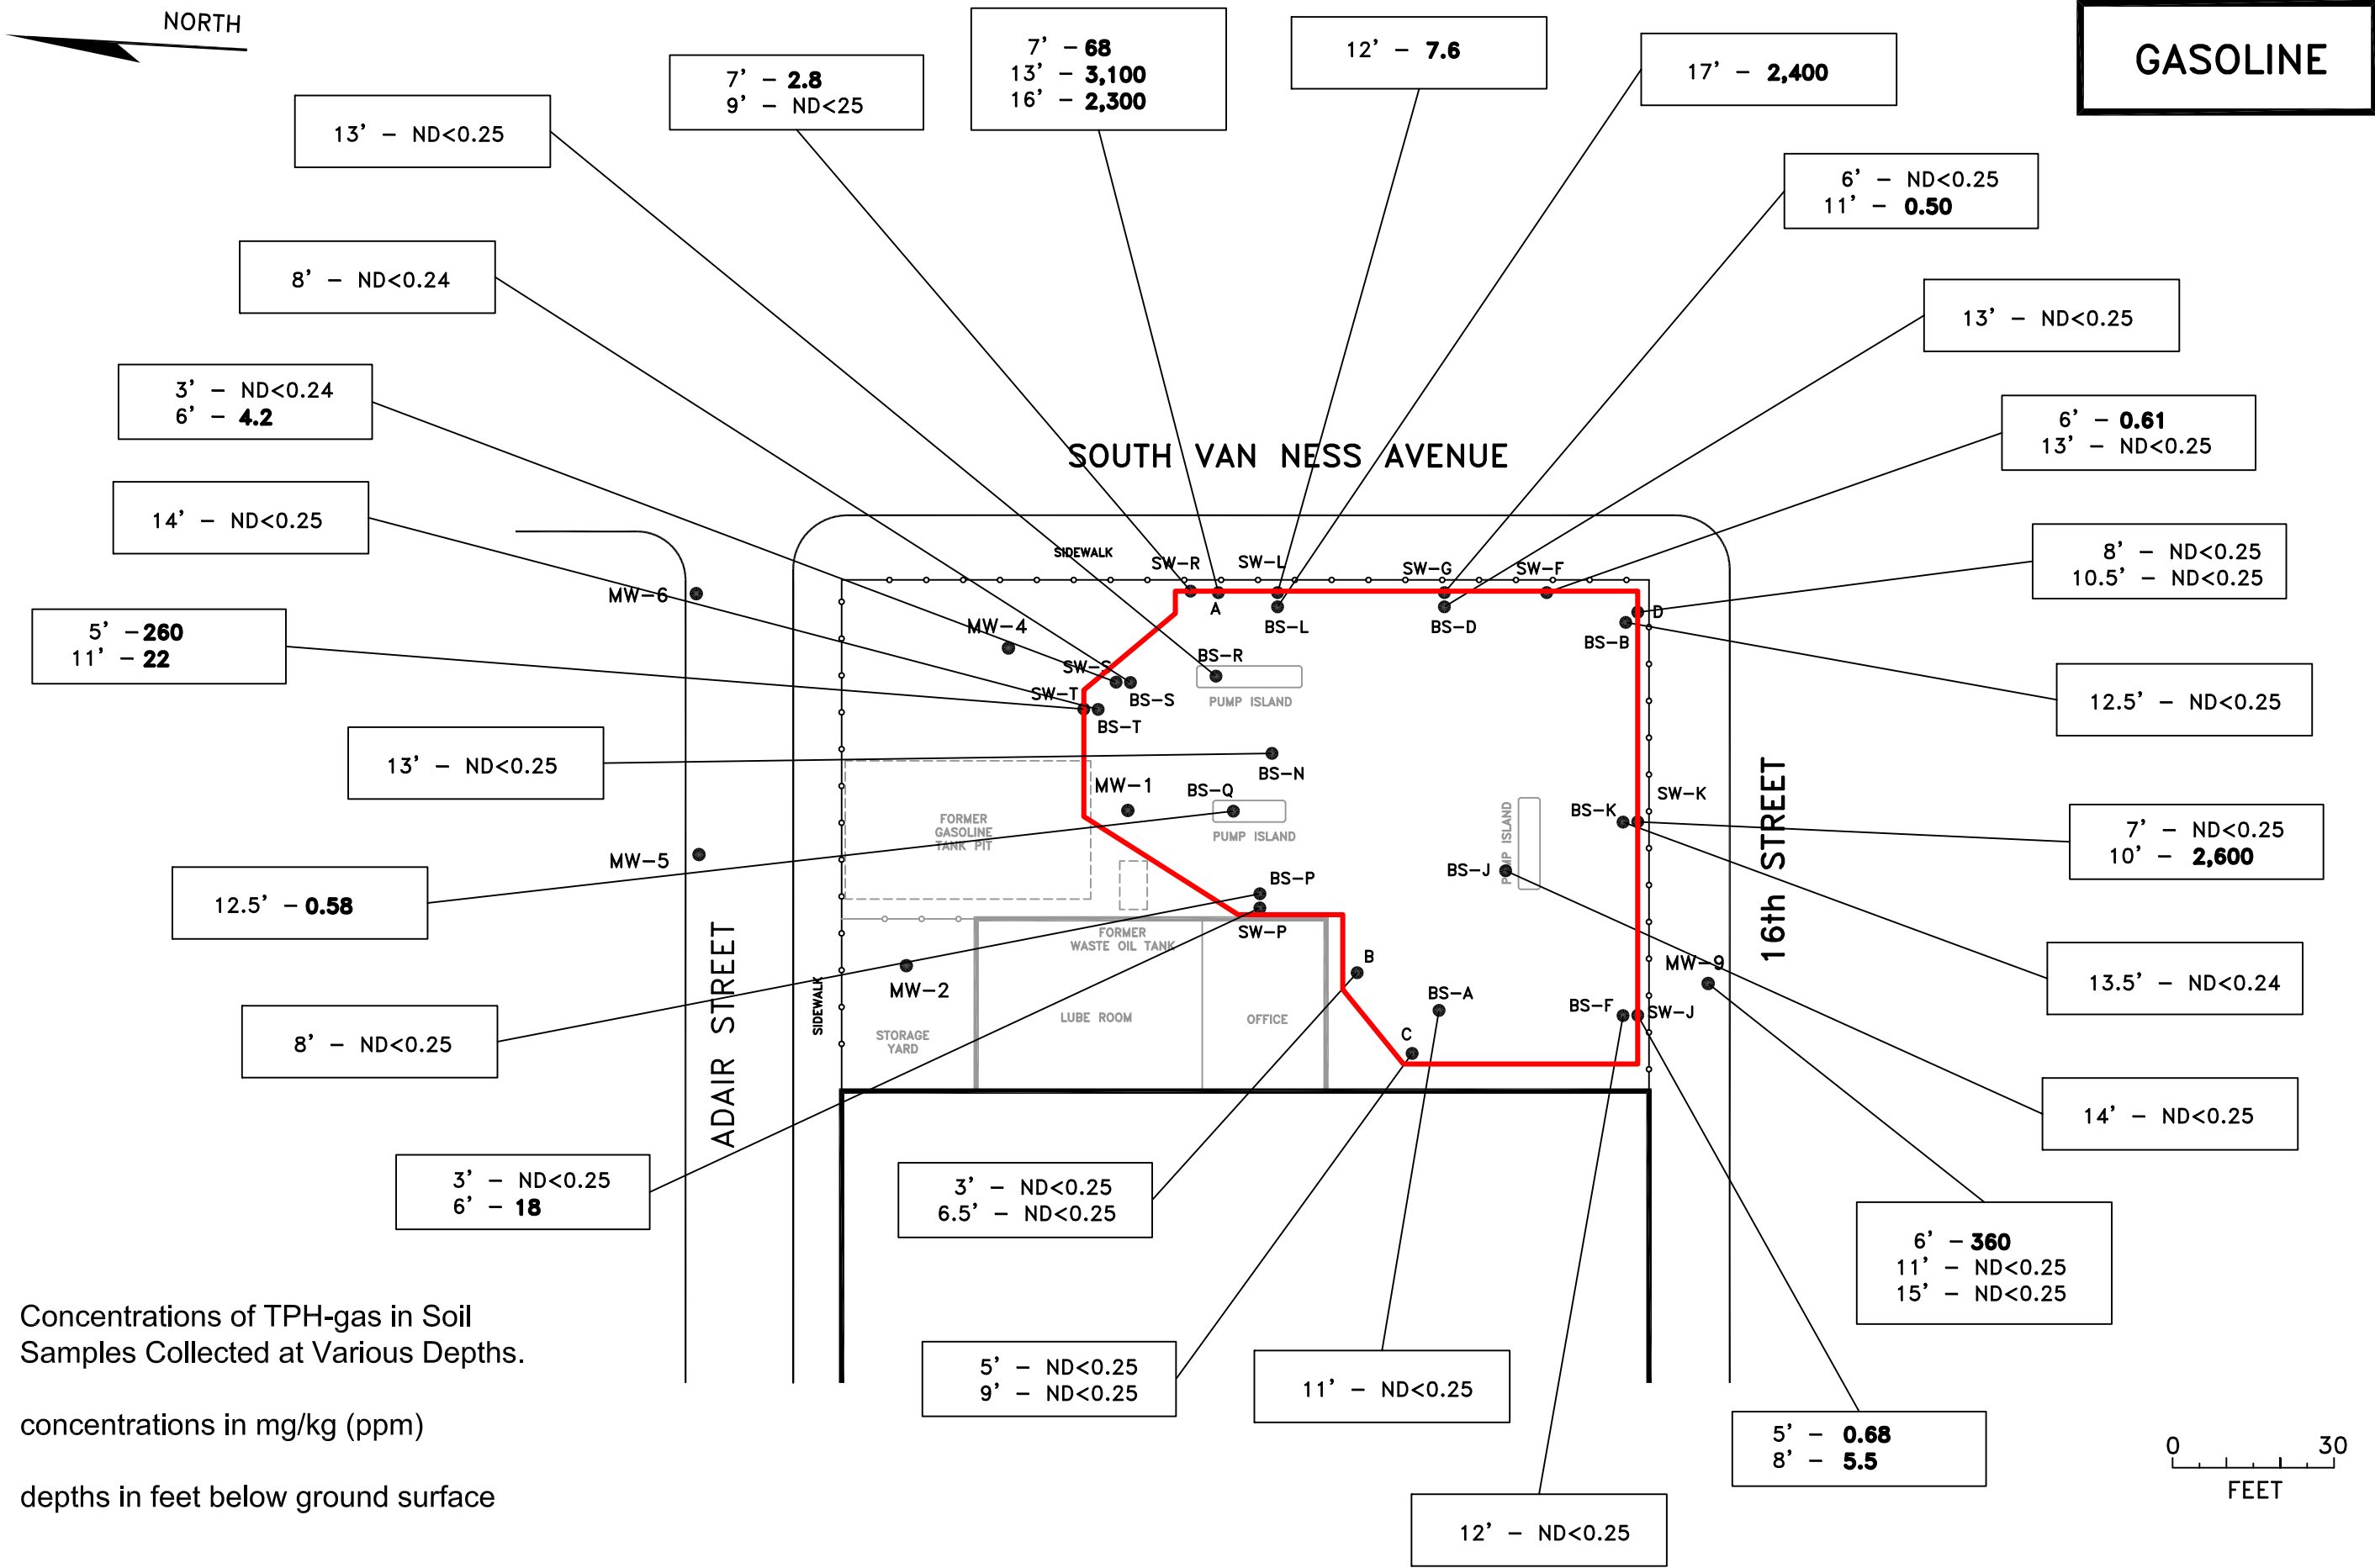 NORTH
GASOLINE
7' - 68
13' - 3,100
16' - 2,300
12' - 7.6
17' - 2,400
7' - 2.8
9' - ND<25
13' - ND<0.25
6' - ND<0.25
11' - 0.50
8' - ND<0.24
13' - ND<0.25
3' - ND<0.24
6' - 4.2
6' - 0.61
13' - ND<0.25
SOUTH VAN NESS AVENUE
14' - ND<0.25
8' - ND<0.25
10.5' - ND<0.25
SIDEWALK
SW-R
SW-L
SW-G
SW-F
MW-6
A
D
5' - 260
11' - 22
MW-4
BS-L
BS-D
BS-B
SW-S
BS-R
SW-T
BS-S
PUMP ISLAND
12.5' - ND<0.25
BS-T
13' - ND<0.25
BS-N
MW-1
BS-Q
SW-K
BS-K
FORMER
GASOLINE
TANK PIT
PUMP ISLAND
PUMP ISLAND
16th STREET
7' - ND<0.25
10' - 2,600
MW-5
BS-J
12.5' - 0.58
BS-P
FORMER
WASTE OIL TANK
SW-P
B
MW-9
MW-2
13.5' - ND<0.24
ADAIR STREET
SIDEWALK
BS-A
BS-F
SW-J
LUBE ROOM
OFFICE
STORAGE
YARD
C
8' - ND<0.25
14' - ND<0.25
3' - ND<0.25
6' - 18
3' - ND<0.25
6.5' - ND<0.25
6' - 360
11' - ND<0.25
15' - ND<0.25
Concentrations of TPH-gas in Soil
Samples Collected at Various Depths.
5' - ND<0.25
9' - ND<0.25
11' - ND<0.25
concentrations in mg/kg (ppm)
5' - 0.68
8' - 5.5
0 30
FEET
depths in feet below ground surface
12' - ND<0.25